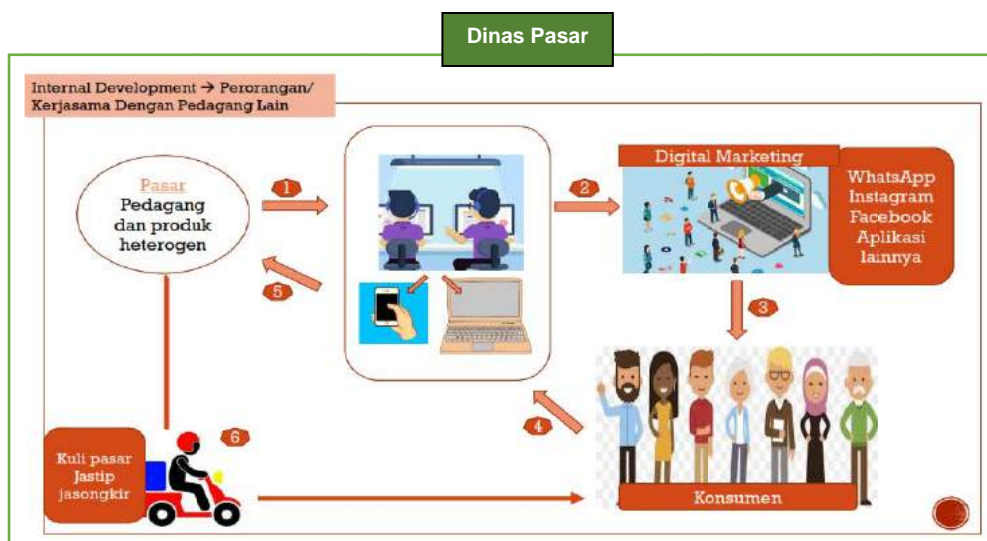 Dinas Pasar
Internal Development → Perorangan/
Kerjasama Dengan Pedagang Lain
Pasar
Pedagang
dan produk
heterogen
1
2
Digital Marketing
WhatsApp
Instagram
Facebook
Aplikasi
lainnya
5
3
4
6
Kuli pasar
Jastip
jasongkir
Konsumen